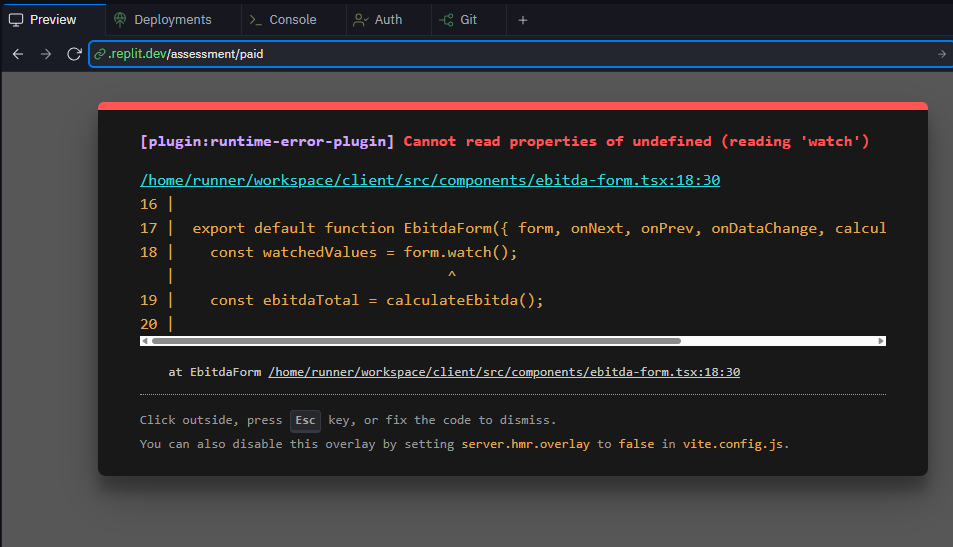 Preview Deployments Console Auth Git +
.replit.dev/assessment/paid
[plugin:runtime-error-plugin] Cannot read properties of undefined (reading 'watch')
/home/runner/workspace/client/src/components/ebitda-form.tsx:18:30
16 |
17 |  export default function EbitdaForm({ form, onNext, onPrev, onDataChange, calcul
18 |    const watchedValues = form.watch();
   |                               ^
19 |    const ebitdaTotal = calculateEbitda();
20 |
at EbitdaForm /home/runner/workspace/client/src/components/ebitda-form.tsx:18:30
Click outside, press Esc key, or fix the code to dismiss.
You can also disable this overlay by setting server.hmr.overlay to false in vite.config.js.